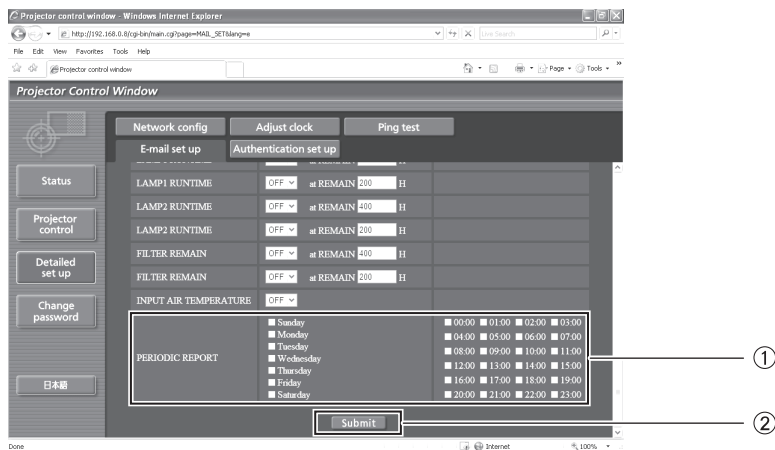 Projector control window - Windows Internet Explorer
http://192.168.0.8/cgi-bin/main.cgi?page=MAIL_SET&lang=e
Live Search
File Edit View Favorites Tools Help
Projector control window
Page Tools »
Projector Control Window
Network config Adjust clock Ping test
E-mail set up Authentication set up
Status
LAMP1 RUNTIME OFF at REMAIN 200 H
LAMP2 RUNTIME OFF at REMAIN 400 H
Projector control
LAMP2 RUNTIME OFF at REMAIN 200 H
FILTER REMAIN OFF at REMAIN 400 H
Detailed set up
FILTER REMAIN OFF at REMAIN 200 H
INPUT AIR TEMPERATURE OFF
Change password
PERIODIC REPORT
Sunday
Monday
Tuesday
Wednesday
Thursday
Friday
Saturday
00:00 01:00 02:00 03:00
04:00 05:00 06:00 07:00
08:00 09:00 10:00 11:00
12:00 13:00 14:00 15:00
16:00 17:00 18:00 19:00
20:00 21:00 22:00 23:00
①
日本語
Submit
②
Done Internet 100%